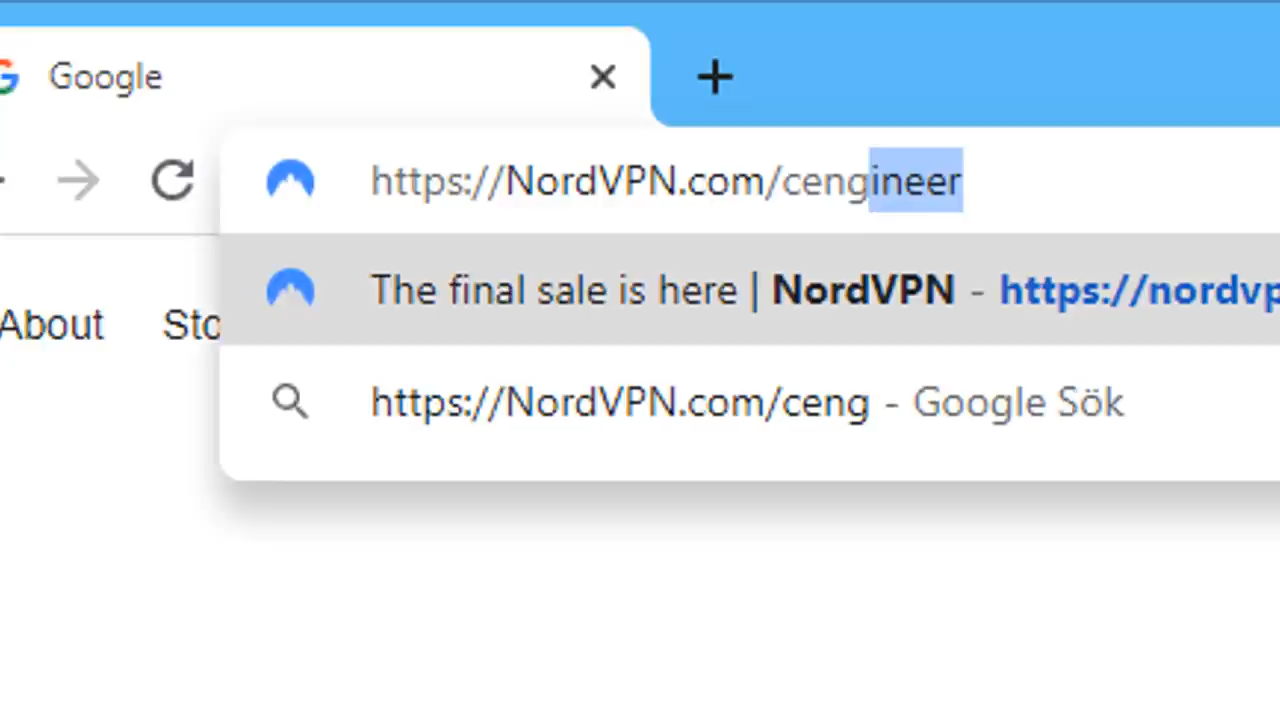 Google
https://NordVPN.com/cengineer
The final sale is here | NordVPN - https://nordvp
About
https://NordVPN.com/ceng - Google Sök